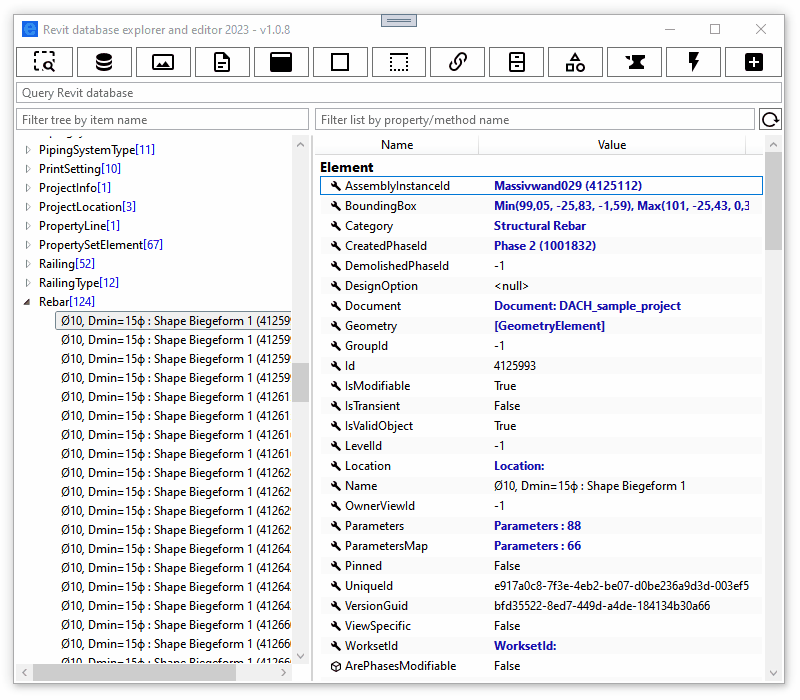 Revit database explorer and editor 2023 - v1.0.8
Query Revit database
Filter tree by item name
Filter list by property/method name
PipingSystemType[11]
PrintSetting[10]
ProjectInfo[1]
ProjectLocation[3]
PropertyLine[1]
PropertySetElement[67]
Railing[52]
RailingType[12]
Rebar[124]
Ø10, Dmin=15ϕ : Shape Biegeform 1 (41259
Ø10, Dmin=15ϕ : Shape Biegeform 1 (41259
Ø10, Dmin=15ϕ : Shape Biegeform 1 (41259
Ø10, Dmin=15ϕ : Shape Biegeform 1 (41259
Ø10, Dmin=15ϕ : Shape Biegeform 1 (41261
Ø10, Dmin=15ϕ : Shape Biegeform 1 (41261
Ø10, Dmin=15ϕ : Shape Biegeform 1 (41261
Ø10, Dmin=15ϕ : Shape Biegeform 1 (41261
Ø10, Dmin=15ϕ : Shape Biegeform 1 (41262
Ø10, Dmin=15ϕ : Shape Biegeform 1 (41262
Ø10, Dmin=15ϕ : Shape Biegeform 1 (41262
Ø10, Dmin=15ϕ : Shape Biegeform 1 (41262
Ø10, Dmin=15ϕ : Shape Biegeform 1 (41264
Ø10, Dmin=15ϕ : Shape Biegeform 1 (41264
Ø10, Dmin=15ϕ : Shape Biegeform 1 (41264
Ø10, Dmin=15ϕ : Shape Biegeform 1 (41264
Ø10, Dmin=15ϕ : Shape Biegeform 1 (41266
Ø10, Dmin=15ϕ : Shape Biegeform 1 (41266
Ø10, Dmin=15ϕ : Shape Biegeform 1 (41266
Name Value
Element
AssemblyInstanceId Massivwand029 (4125112)
BoundingBox Min(99,05, -25,83, -1,59), Max(101, -25,43, 0,3
Category Structural Rebar
CreatedPhaseId Phase 2 (1001832)
DemolishedPhaseId -1
DesignOption <null>
Document Document: DACH_sample_project
Geometry [GeometryElement]
GroupId -1
Id 4125993
IsModifiable True
IsTransient False
IsValidObject True
LevelId -1
Location Location:
Name Ø10, Dmin=15ϕ : Shape Biegeform 1
OwnerViewId -1
Parameters Parameters : 88
ParametersMap Parameters : 66
Pinned False
UniqueId e917a0c8-7f3e-4eb2-be07-d0be236a9d3d-003ef5
VersionGuid bfd35522-8ed7-449d-a4de-184134b30a66
ViewSpecific False
WorksetId WorksetId:
ArePhasesModifiable False